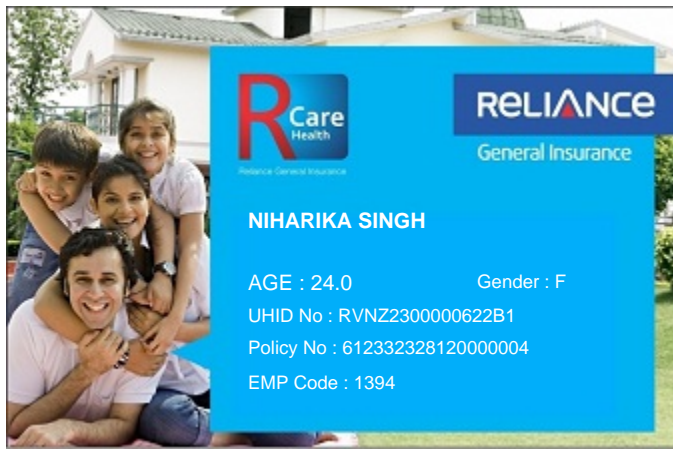 R Care
Health
Reliance General Insurance
RELIANCE
General Insurance
NIHARIKA SINGH
AGE : 24.0 Gender : F
UHID No : RVNZ2300000622B1
Policy No : 612332328120000004
EMP Code : 1394